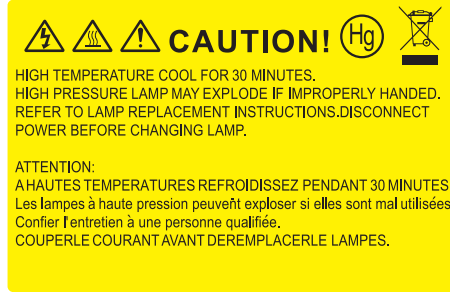 CAUTION! Hg
HIGH TEMPERATURE COOL FOR 30 MINUTES.
HIGH PRESSURE LAMP MAY EXPLODE IF IMPROPERLY HANDED.
REFER TO LAMP REPLACEMENT INSTRUCTIONS.DISCONNECT
POWER BEFORE CHANGING LAMP.
ATTENTION:
A HAUTES TEMPERATURES REFROIDISSEZ PENDANT 30 MINUTES
Les lampes à haute pression peuvent exploser si elles sont mal utilisées
Confier l'entretien à une personne qualifiée.
COUPERLE COURANT AVANT DEREMPLACERLE LAMPES.